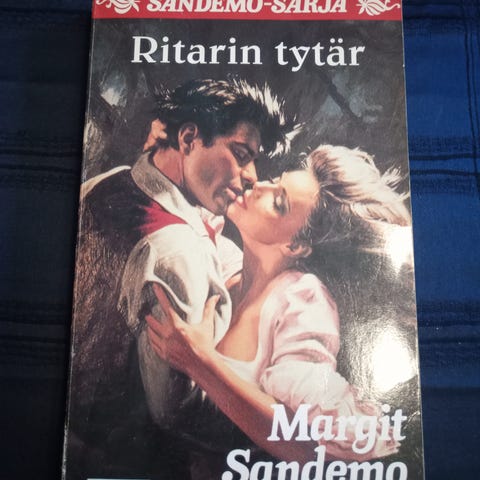 SANDEMO-SARJA
Ritarin tytär
Margit
Sandemo